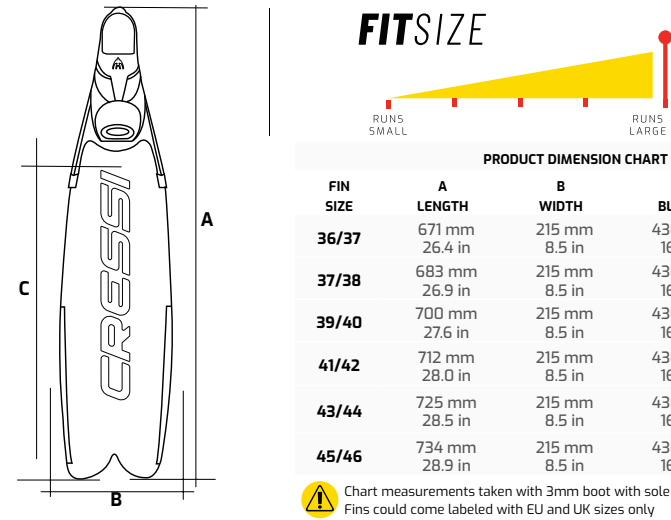 FITSIZE
RUNS
SMALL
RUNS
LARGE
PRODUCT DIMENSION CHART
FIN
SIZE
A
LENGTH
B
WIDTH
36/37
671 mm
26.4 in
215 mm
8.5 in
37/38
683 mm
26.9 in
215 mm
8.5 in
39/40
700 mm
27.6 in
215 mm
8.5 in
41/42
712 mm
28.0 in
215 mm
8.5 in
43/44
725 mm
28.5 in
215 mm
8.5 in
45/46
734 mm
28.9 in
215 mm
8.5 in
Chart measurements taken with 3mm boot with sole
Fins could come labeled with EU and UK sizes only
CRESSI
A
C
B